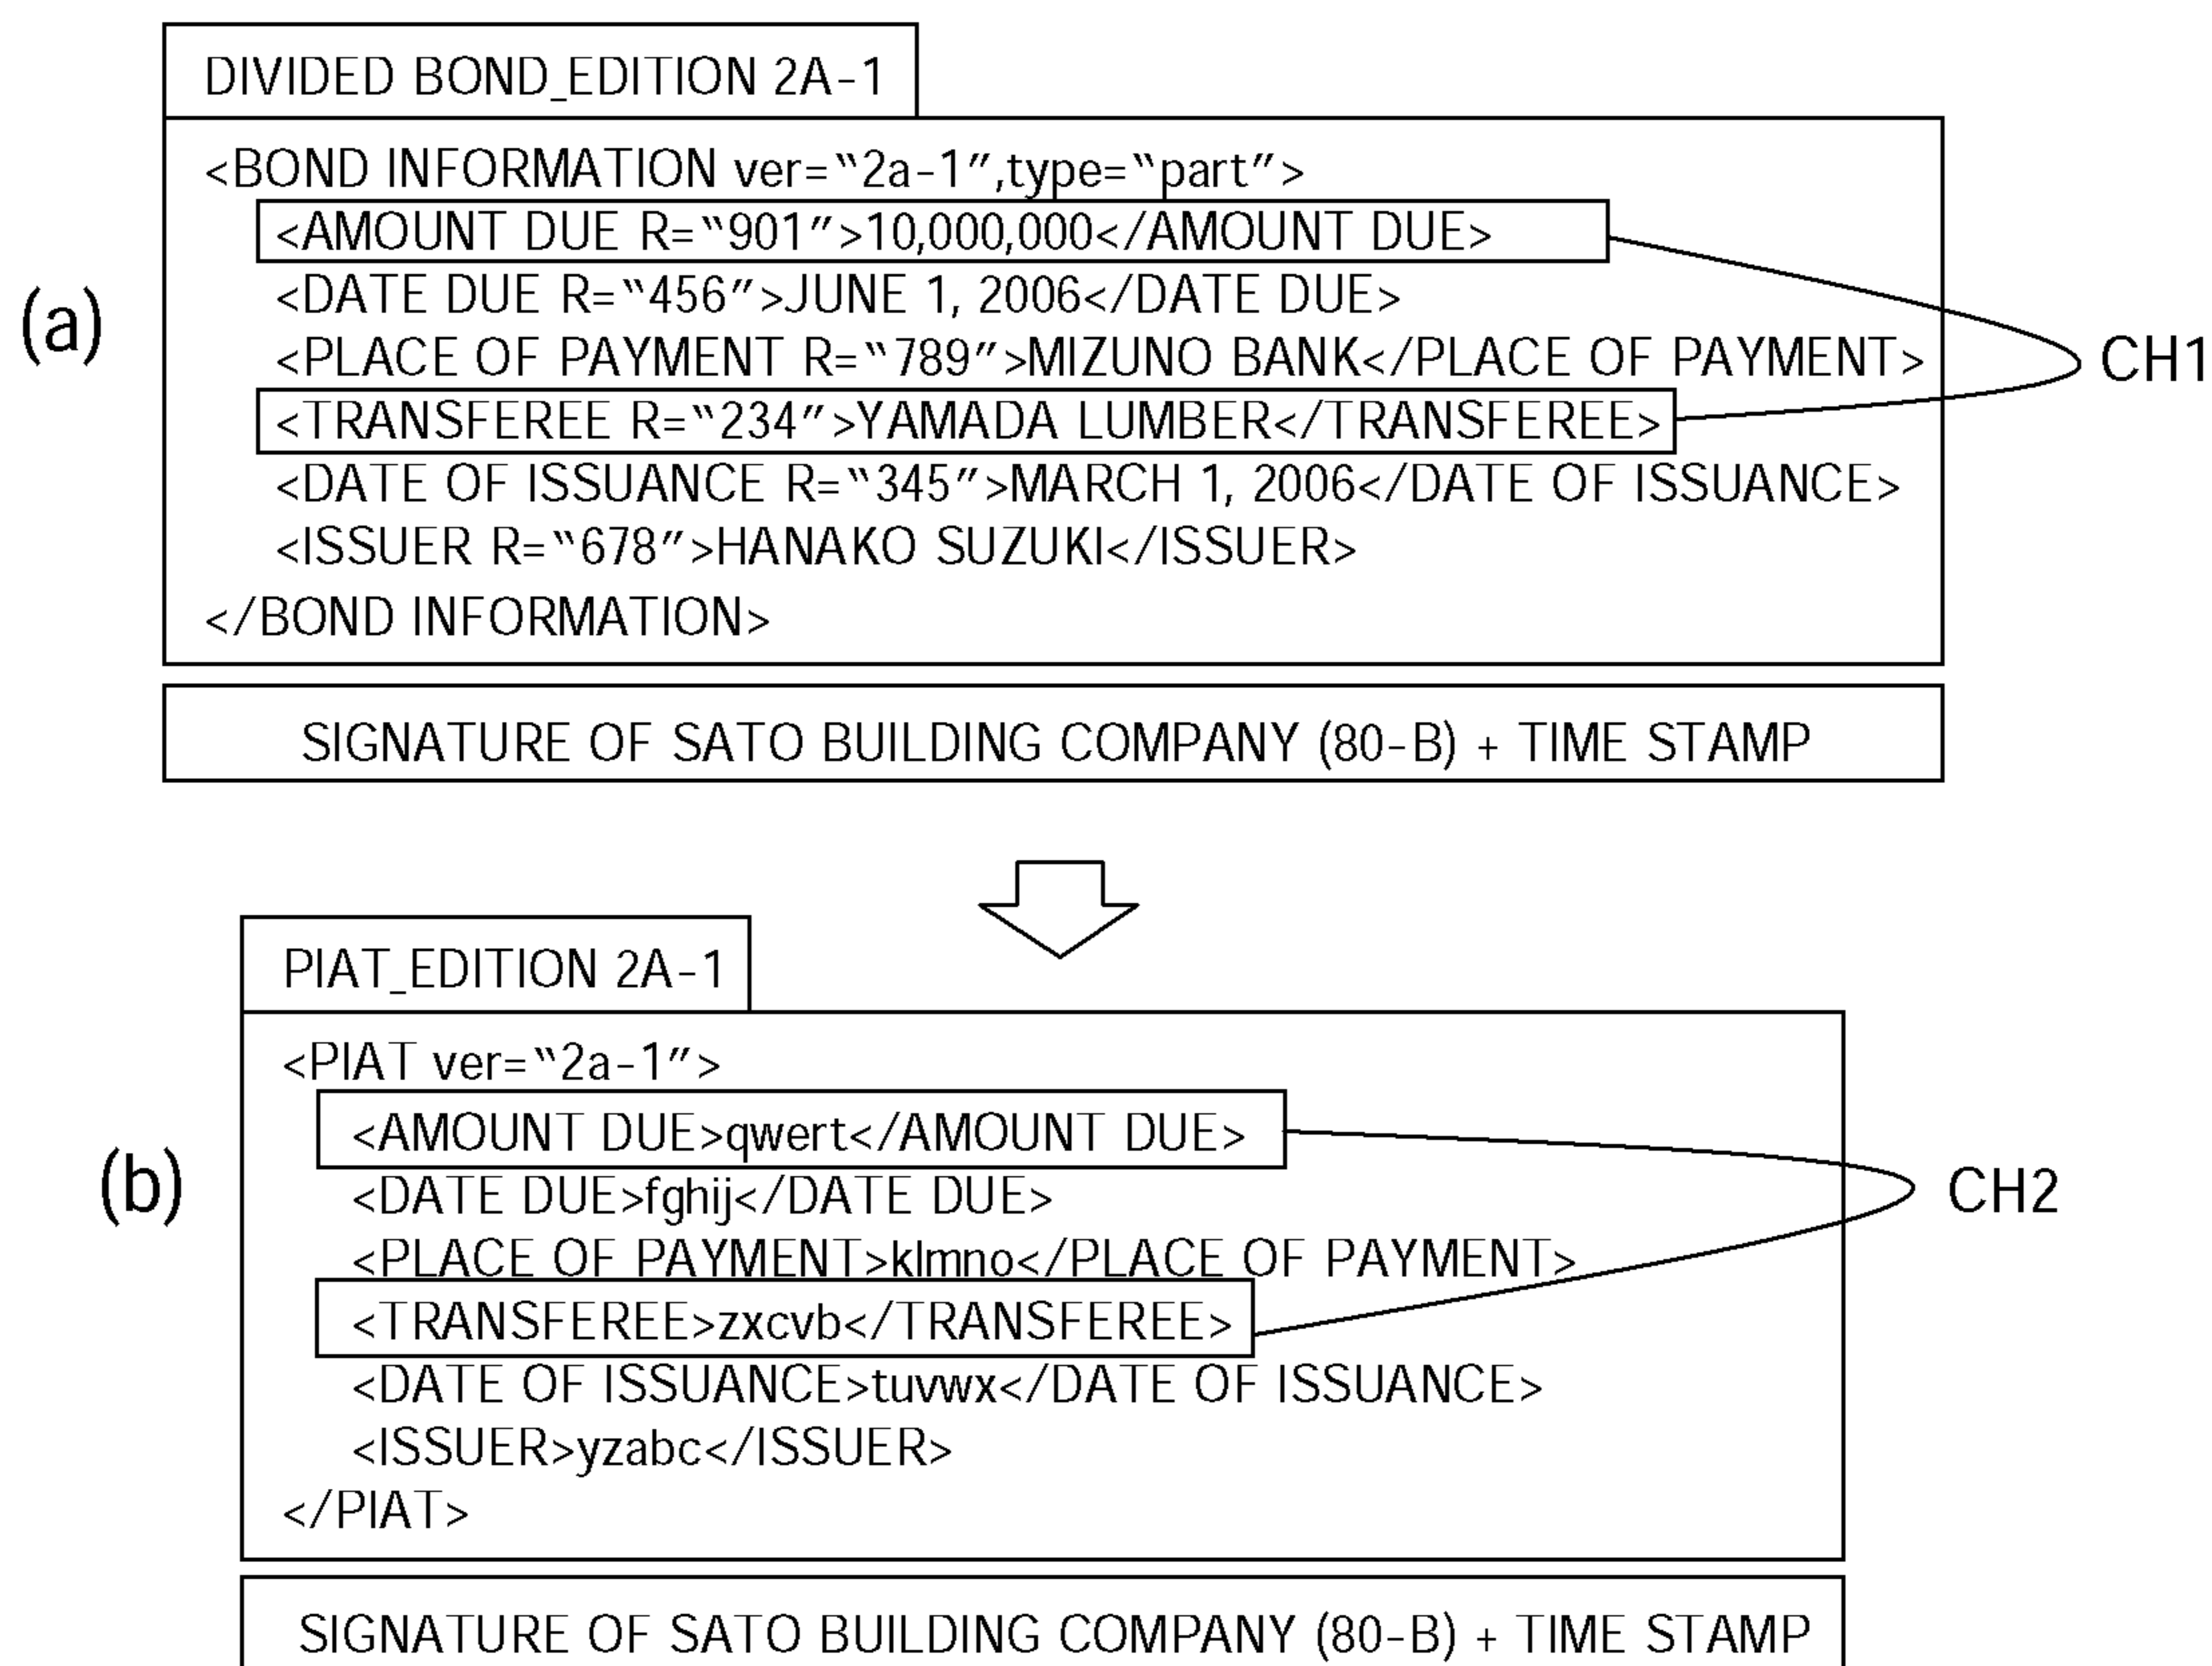 DIVIDED BOND_EDITION 2A-1
<BOND INFORMATION ver=‟2a-1″,type=‟part″>
<AMOUNT DUE R=‟901″>10,000,000</AMOUNT DUE>
<DATE DUE R=‟456″>JUNE 1, 2006</DATE DUE>
(a)
<PLACE OF PAYMENT R=‟789″>MIZUNO BANK</PLACE OF PAYMENT>
CH1
<TRANSFEREE R=‟234″>YAMADA LUMBER</TRANSFEREE>
<DATE OF ISSUANCE R=‟345″>MARCH 1, 2006</DATE OF ISSUANCE>
<ISSUER R=‟678″>HANAKO SUZUKI</ISSUER>
</BOND INFORMATION>
SIGNATURE OF SATO BUILDING COMPANY (80-B) + TIME STAMP
PIAT_EDITION 2A-1
<PIAT ver=‟2a-1″>
<AMOUNT DUE>qwert</AMOUNT DUE>
(b)
<DATE DUE>fghij</DATE DUE>
CH2
<PLACE OF PAYMENT>klmno</PLACE OF PAYMENT>
<TRANSFEREE>zxcvb</TRANSFEREE>
<DATE OF ISSUANCE>tuvwx</DATE OF ISSUANCE>
<ISSUER>yzabc</ISSUER>
</PIAT>
SIGNATURE OF SATO BUILDING COMPANY (80-B) + TIME STAMP